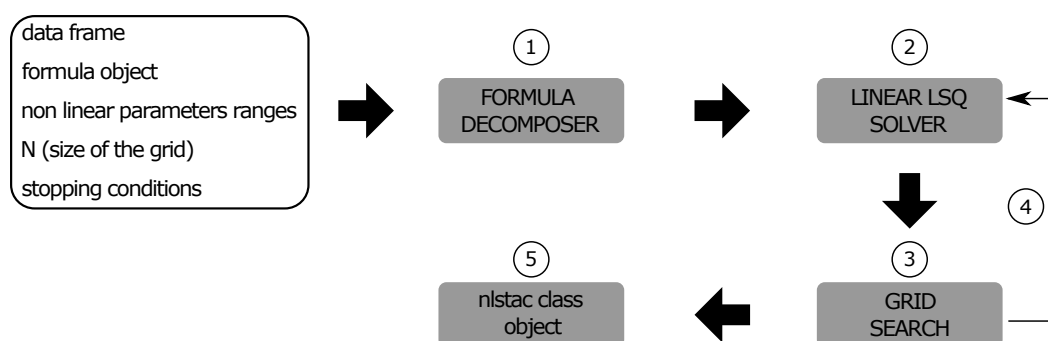 data frame
formula object
non linear parameters ranges
N (size of the grid)
stopping conditions
1
FORMULA
DECOMPOSER
2
LINEAR LSQ
SOLVER
4
3
GRID
SEARCH
5
nlstac class
object